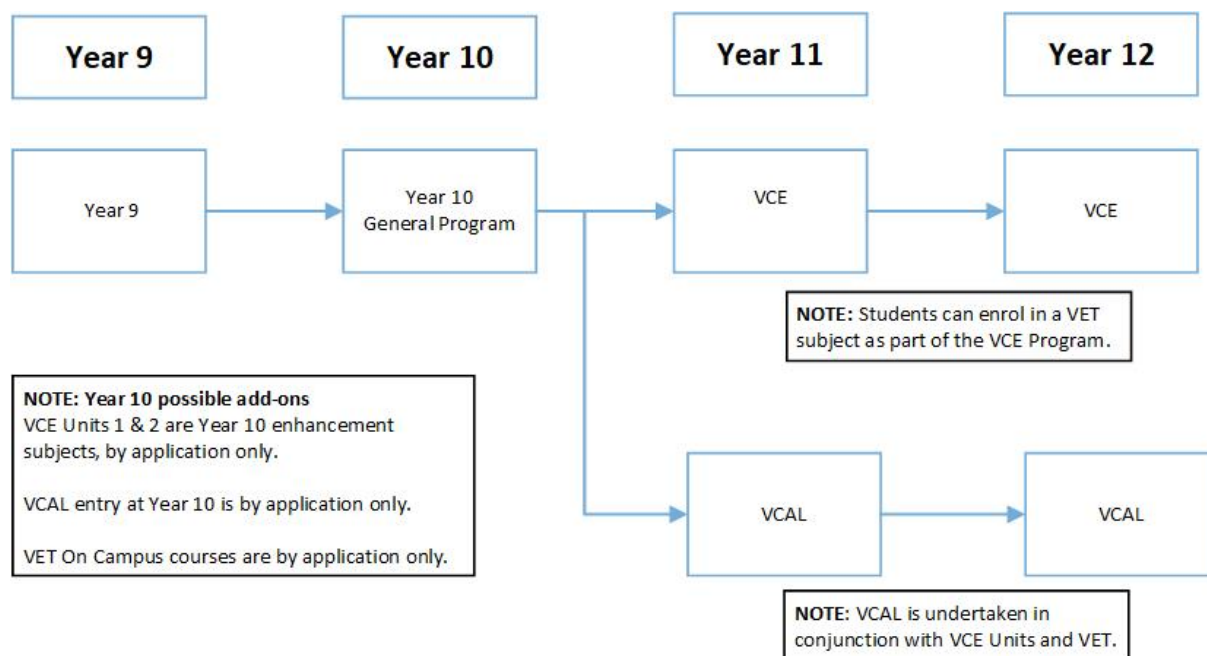 Year 9
Year 10
Year 11
Year 12
Year 9
Year 10
General Program
VCE
VCE
NOTE: Students can enrol in a VET
subject as part of the VCE Program.
NOTE: Year 10 possible add-ons
VCE Units 1 & 2 are Year 10 enhancement
subjects, by application only.
VCAL entry at Year 10 is by application only.
VET On Campus courses are by application only.
VCAL
VCAL
NOTE: VCAL is undertaken in
conjunction with VCE Units and VET.